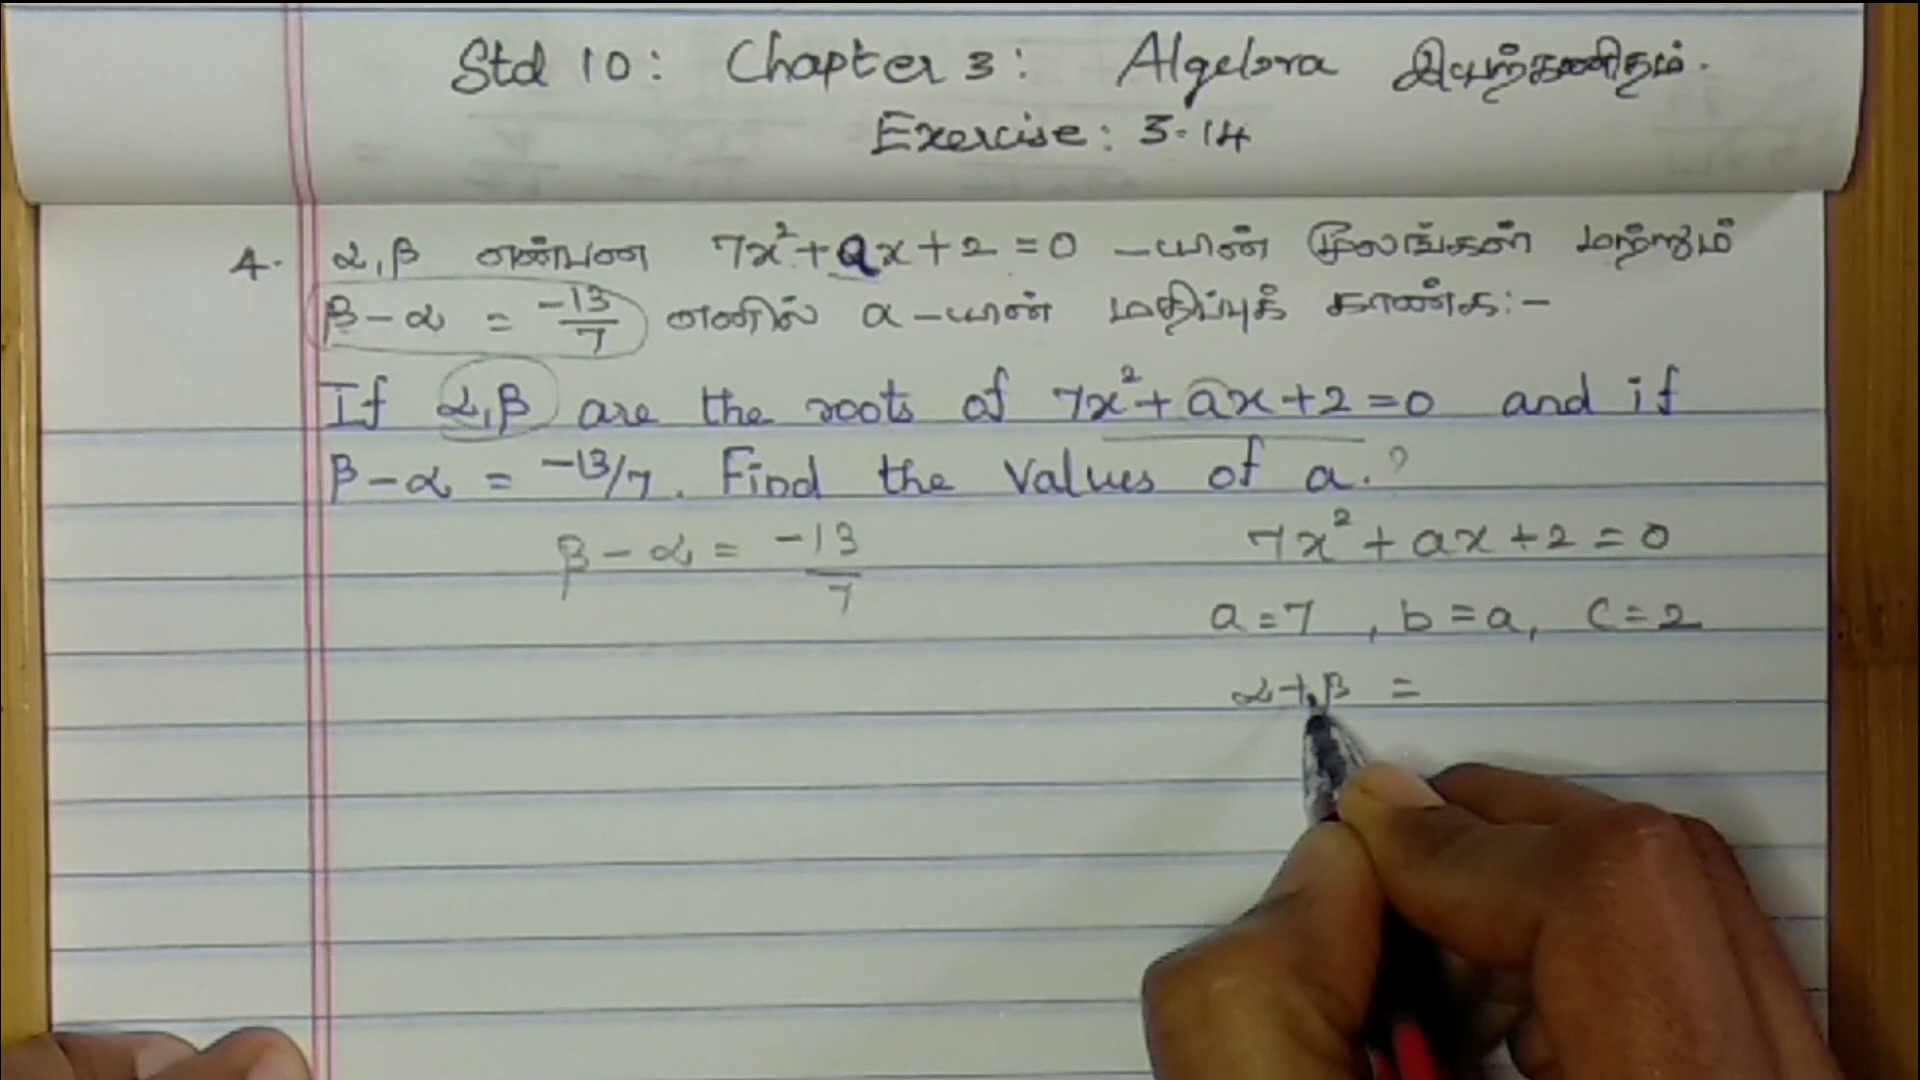 Std 10: Chapter 3: Algebra இயற்கணிதம்.
Exercise: 3.14
4. α,β என்பன 7x²+ax+2=0 -யின் மூலங்கள் மற்றும்
β-α = -13/7 எனில் a-யின் மதிப்புக் காண்க:-
If α,β are the roots of 7x²+ax+2=0 and if
β-α = -13/7. Find the values of a.?
β-α = -13/7
7x²+ax+2=0
a=7, b=a, c=2
α+β =